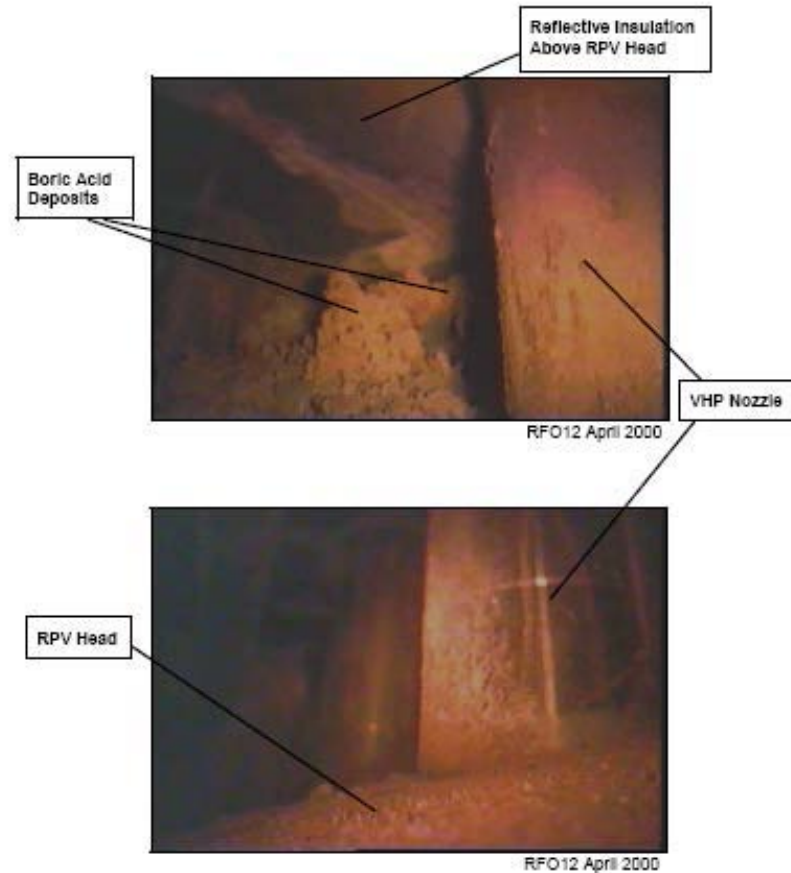 Reflective Insulation
Above RPV Head
Boric Acid
Deposits
VHP Nozzle
RFO12 April 2000
RPV Head
RFO12 April 2000